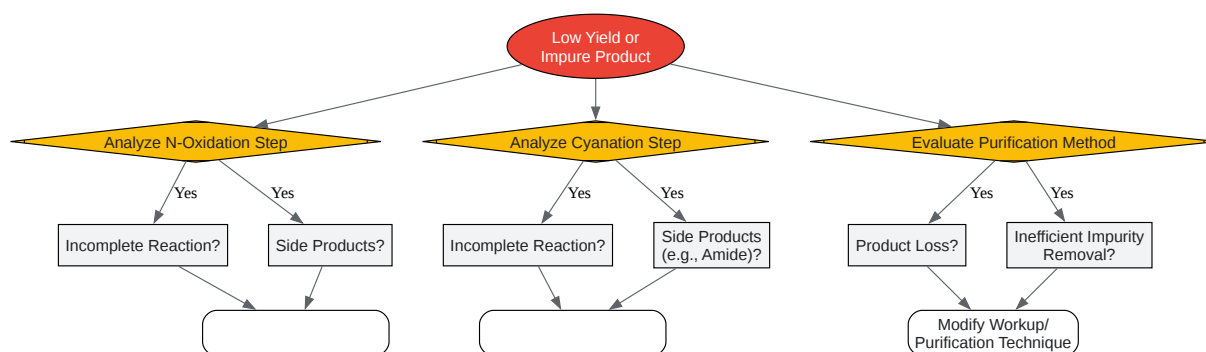 Low Yield or
Impure Product
Analyze N-Oxidation Step
Analyze Cyanation Step
Evaluate Purification Method
Yes
Yes
Yes
Yes
Yes
Yes
Incomplete Reaction?
Side Products?
Incomplete Reaction?
Side Products
(e.g., Amide)?
Product Loss?
Inefficient Impurity
Removal?
Modify Workup/
Purification Technique